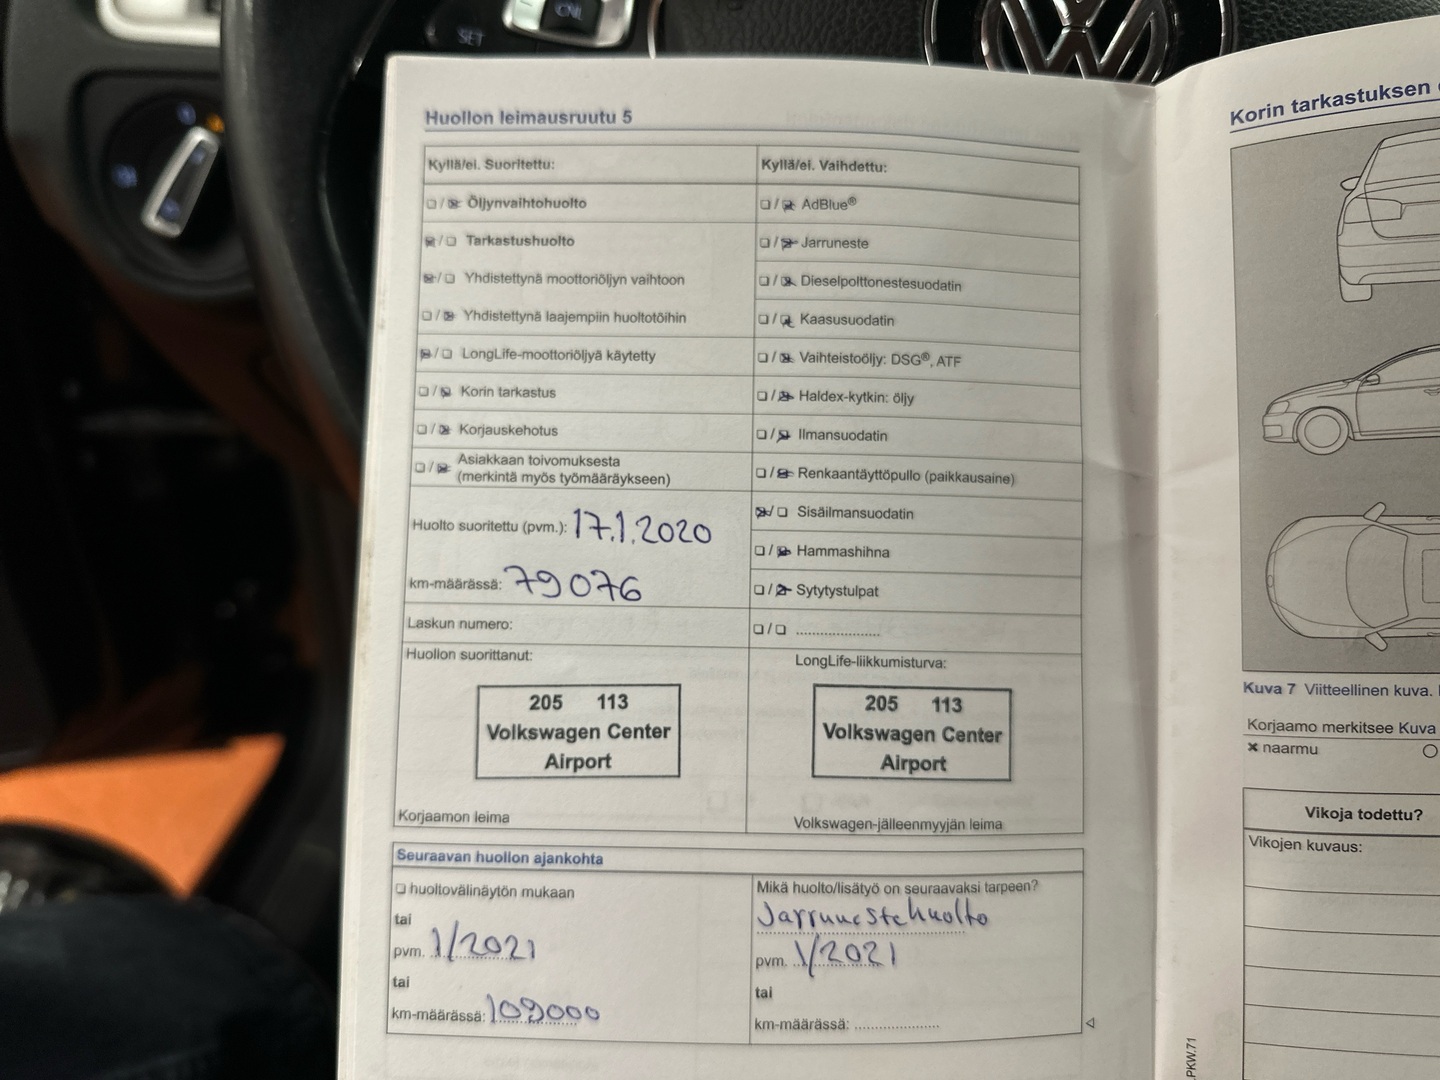 CNL
SET
Huollon leimausruutu 5
Kyllä/ei. Suoritettu:
Öljynvaihtohuolto
Tarkastushuolto
Yhdistettynä moottoriöljyn vaihtoon
Yhdistettynä laajempiin huoltotöihin
LongLife-moottoriöljyä käytetty
Korin tarkastus
Korjauskehotus
Asiakkaan toivomuksesta
(merkintä myös työmääräykseen)
Huolto suoritettu (pvm.): 17.1.2020
km-määrässä: 79076
Laskun numero:
Huollon suorittanut:
205 113
Volkswagen Center
Airport
Korjaamon leima
Kyllä/ei. Vaihdettu:
AdBlue®
Jarruneste
Dieselpolttonestesuodatin
Kaasusuodatin
Vaihteistoöljy: DSG®, ATF
Haldex-kytkin: öljy
Ilmansuodatin
Renkaantäyttöpullo (paikkausaine)
Sisäilmansuodatin
Hammashihna
Sytytystulpat
LongLife-liikkumisturva:
205 113
Volkswagen Center
Airport
Volkswagen-jälleenmyyjän leima
Seuraavan huollon ajankohta
huoltovälinäytön mukaan
tai
pvm. 1/2021
tai
km-määrässä: 109000
Mikä huolto/lisätyö on seuraavaksi tarpeen?
Jarrunestehuolto
pvm. 1/2021
tai
km-määrässä:
Korin tarkastuksen
Kuva 7 Viitteellinen kuva.
Korjaamo merkitsee Kuva
naarmu
Vikoja todettu?
Vikojen kuvaus:
.PKW.71